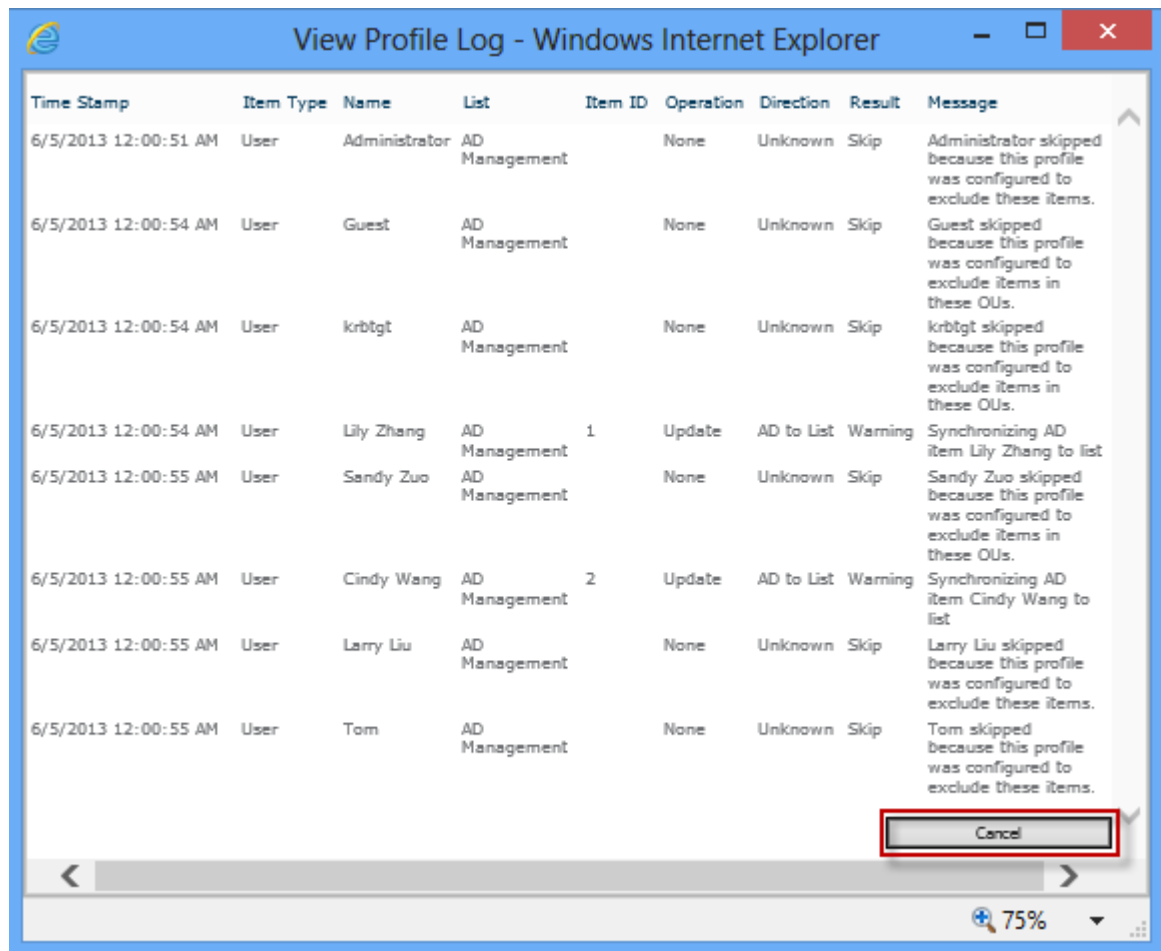 View Profile Log - Windows Internet Explorer
Time Stamp Item Type Name List Item ID Operation Direction Result Message
6/5/2013 12:00:51 AM User Administrator AD None Unknown Skip Administrator skipped
Management because this profile
was configured to
exclude these items.
6/5/2013 12:00:54 AM User Guest AD None Unknown Skip Guest skipped
Management because this profile
was configured to
exclude items in
these OUs.
6/5/2013 12:00:54 AM User krbtgt AD None Unknown Skip krbtgt skipped
Management because this profile
was configured to
exclude items in
these OUs.
6/5/2013 12:00:54 AM User Lily Zhang AD 1 Update AD to List Warning Synchronizing AD
Management item Lily Zhang to list
6/5/2013 12:00:55 AM User Sandy Zuo AD None Unknown Skip Sandy Zuo skipped
Management because this profile
was configured to
exclude items in
these OUs.
6/5/2013 12:00:55 AM User Cindy Wang AD 2 Update AD to List Warning Synchronizing AD
Management item Cindy Wang to
list
6/5/2013 12:00:55 AM User Larry Liu AD None Unknown Skip Larry Liu skipped
Management because this profile
was configured to
exclude these items.
6/5/2013 12:00:55 AM User Tom AD None Unknown Skip Tom skipped
Management because this profile
was configured to
exclude these items.
Cancel
75%